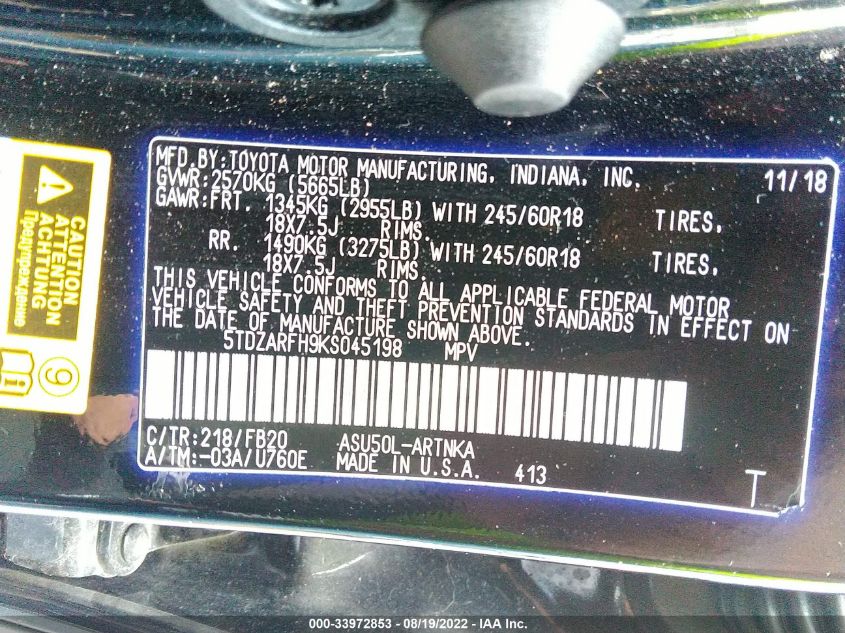 MFD.BY:TOYOTA MOTOR MANUFACTURING, INDIANA, INC. 11/18
GVWR:2570KG (5665LB)
GAWR:FRT. 1345KG (2955LB) WITH 245/60R18 TIRES,
18X7.5J RIMS.
RR. 1490KG (3275LB) WITH 245/60R18 TIRES,
18X7.5J RIMS.
THIS VEHICLE CONFORMS TO ALL APPLICABLE FEDERAL MOTOR
VEHICLE SAFETY AND THEFT PREVENTION STANDARDS IN EFFECT ON
THE DATE OF MANUFACTURE SHOWN ABOVE.
5TDZARFH9KS045198 MPV
C/TR:218/FB20 ASU50L-ARTNKA
A/TM:-03A/U760E MADE IN U.S.A. 413
T
CAUTION
ATTENTION
ACHTUNG
Предупреждение
9
000-33972853 - 08/19/2022 - IAA Inc.